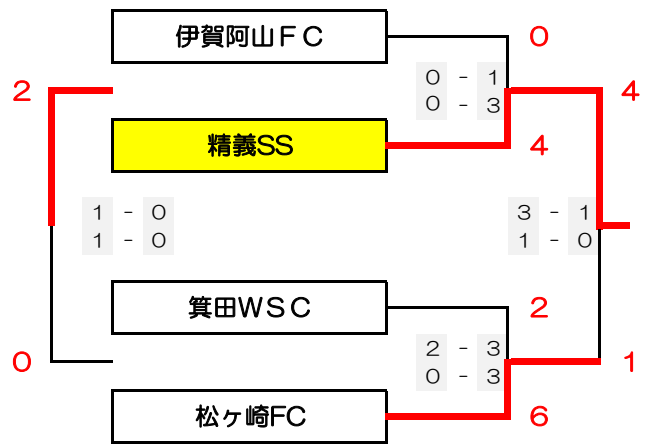 伊賀阿山ＦＣ 0
0 - 1
2 4
0 - 3
精義SS 4
1 - 0 3 - 1
1 - 0 1 - 0
箕田ＷＳＣ 2
2 - 3
0 1
0 - 3
松ヶ崎FC 6